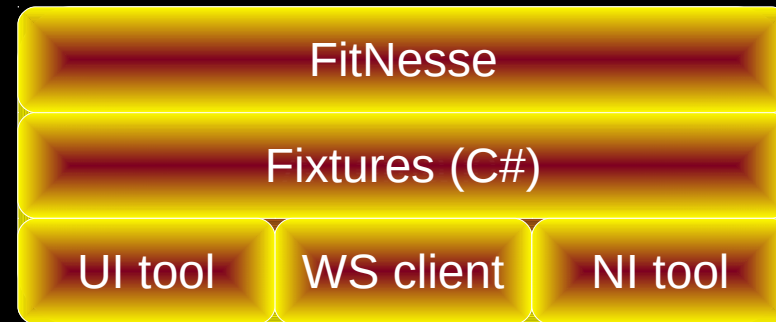 FitNesse
Fixtures (C#)
UI tool
WS client
NI tool